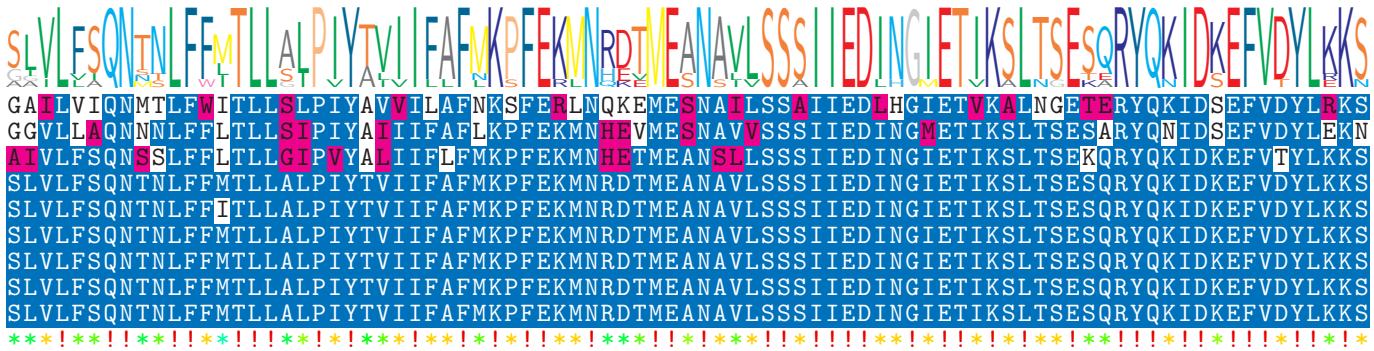 SLVLFSQNTNLFFMTLLALPIYTVIIFAFMKPFEKMNRDTMEANAVLSSSIIEDINGIETIKSLTSESQRYQKIDKEFVDYLKKS
GAILVIQNMTLFWITLLSLPIYAVVILAFNKSFERLNQKEMESNAILSSAIIEDLHGIETVKALNGETERYQKIDSEFVDYLRKS
GGVLLAQNNNLFFLTLLSIPIYAIIIFAFLKPFEKMNHEVMESNAVVSSSIIEDINGMETIKSLTSESARYQNIDSEFVDYLEKN
AIVLFSQNSSLFFLTLLGIPVYALIIFLFMKPFEKMNHETMEANSLLSSSIIEDINGIETIKSLTSEKQRYQKIDKEFVTYLKKS
SLVLFSQNTNLFFMTLLALPIYTVIIFAFMKPFEKMNRDTMEANAVLSSSIIEDINGIETIKSLTSESQRYQKIDKEFVDYLKKS
SLVLFSQNTNLFFITLLALPIYTVIIFAFMKPFEKMNRDTMEANAVLSSSIIEDINGIETIKSLTSESQRYQKIDKEFVDYLKKS
SLVLFSQNTNLFFMTLLALPIYTVIIFAFMKPFEKMNRDTMEANAVLSSSIIEDINGIETIKSLTSESQRYQKIDKEFVDYLKKS
SLVLFSQNTNLFFMTLLALPIYTVIIFAFMKPFEKMNRDTMEANAVLSSSIIEDINGIETIKSLTSESQRYQKIDKEFVDYLKKS
SLVLFSQNTNLFFMTLLALPIYTVIIFAFMKPFEKMNRDTMEANAVLSSSIIEDINGIETIKSLTSESQRYQKIDKEFVDYLKKS
SLVLFSQNTNLFFMTLLALPIYTVIIFAFMKPFEKMNRDTMEANAVLSSSIIEDINGIETIKSLTSESQRYQKIDKEFVDYLKKS
***!**!!**!!**!!!**!*!***!**!*!*!!**!***!!*!***!!*!!!!**!*!!*!*!**!**!!!*!!*!!!*!!*!*